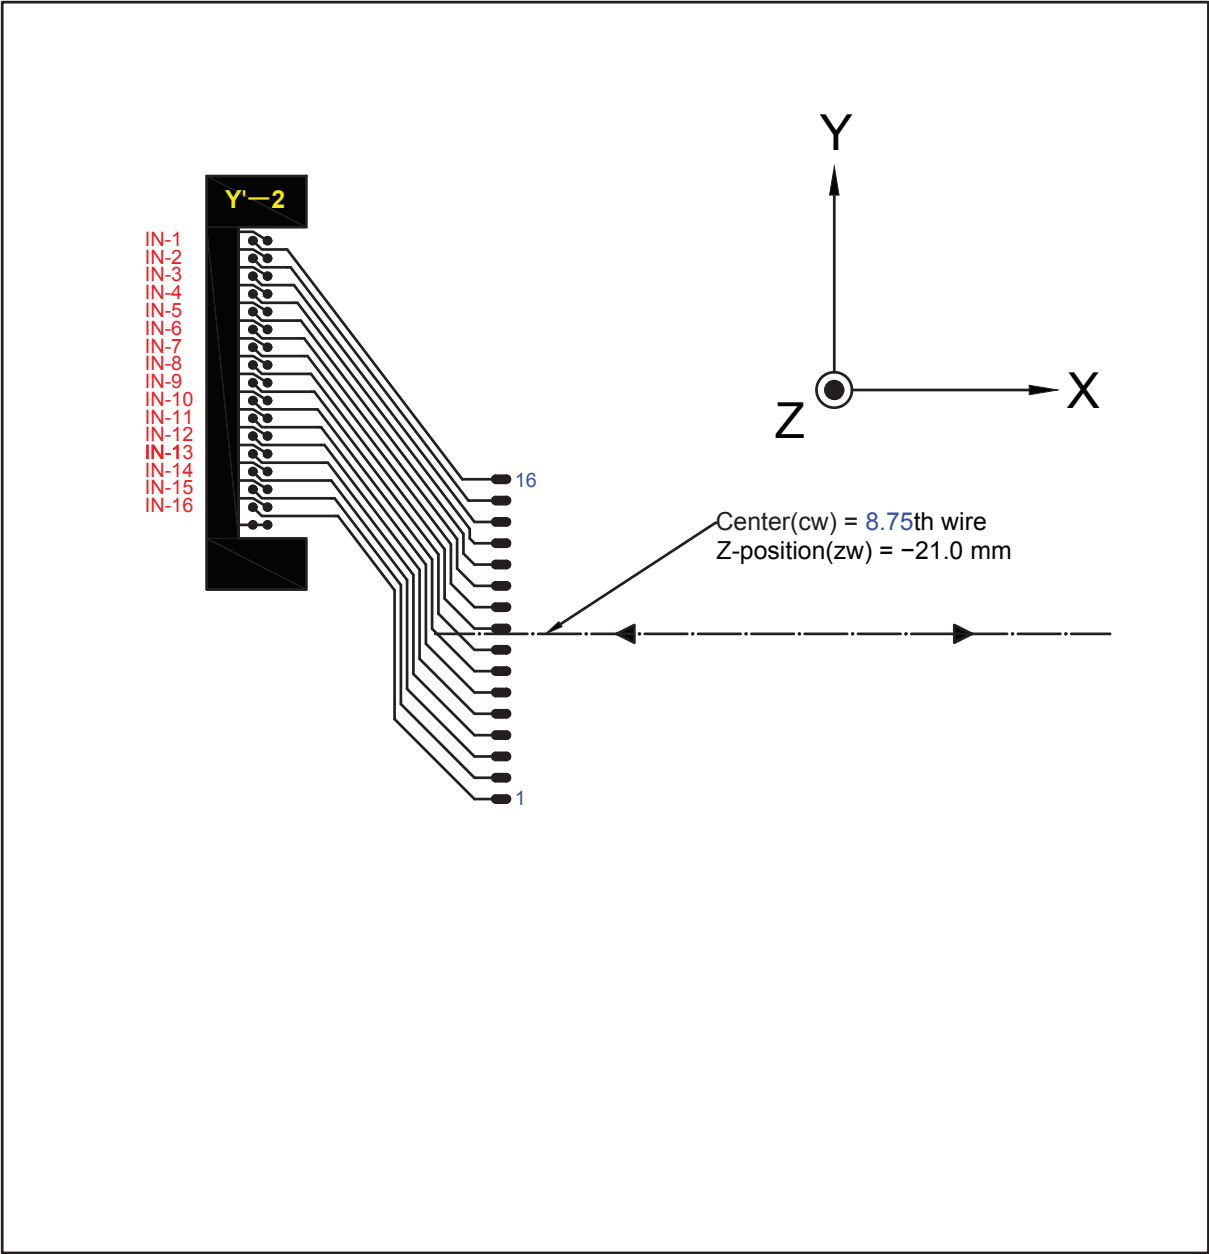 Y
Y'—2
IN-1
IN-2
IN-3
IN-4
IN-5
IN-6
IN-7
IN-8
IN-9
IN-10
IN-11
IN-12
IN-13
IN-14
IN-15
IN-16
X
Z
16
Center(cw) = 8.75th wire
Z-position(zw) = −21.0 mm
1